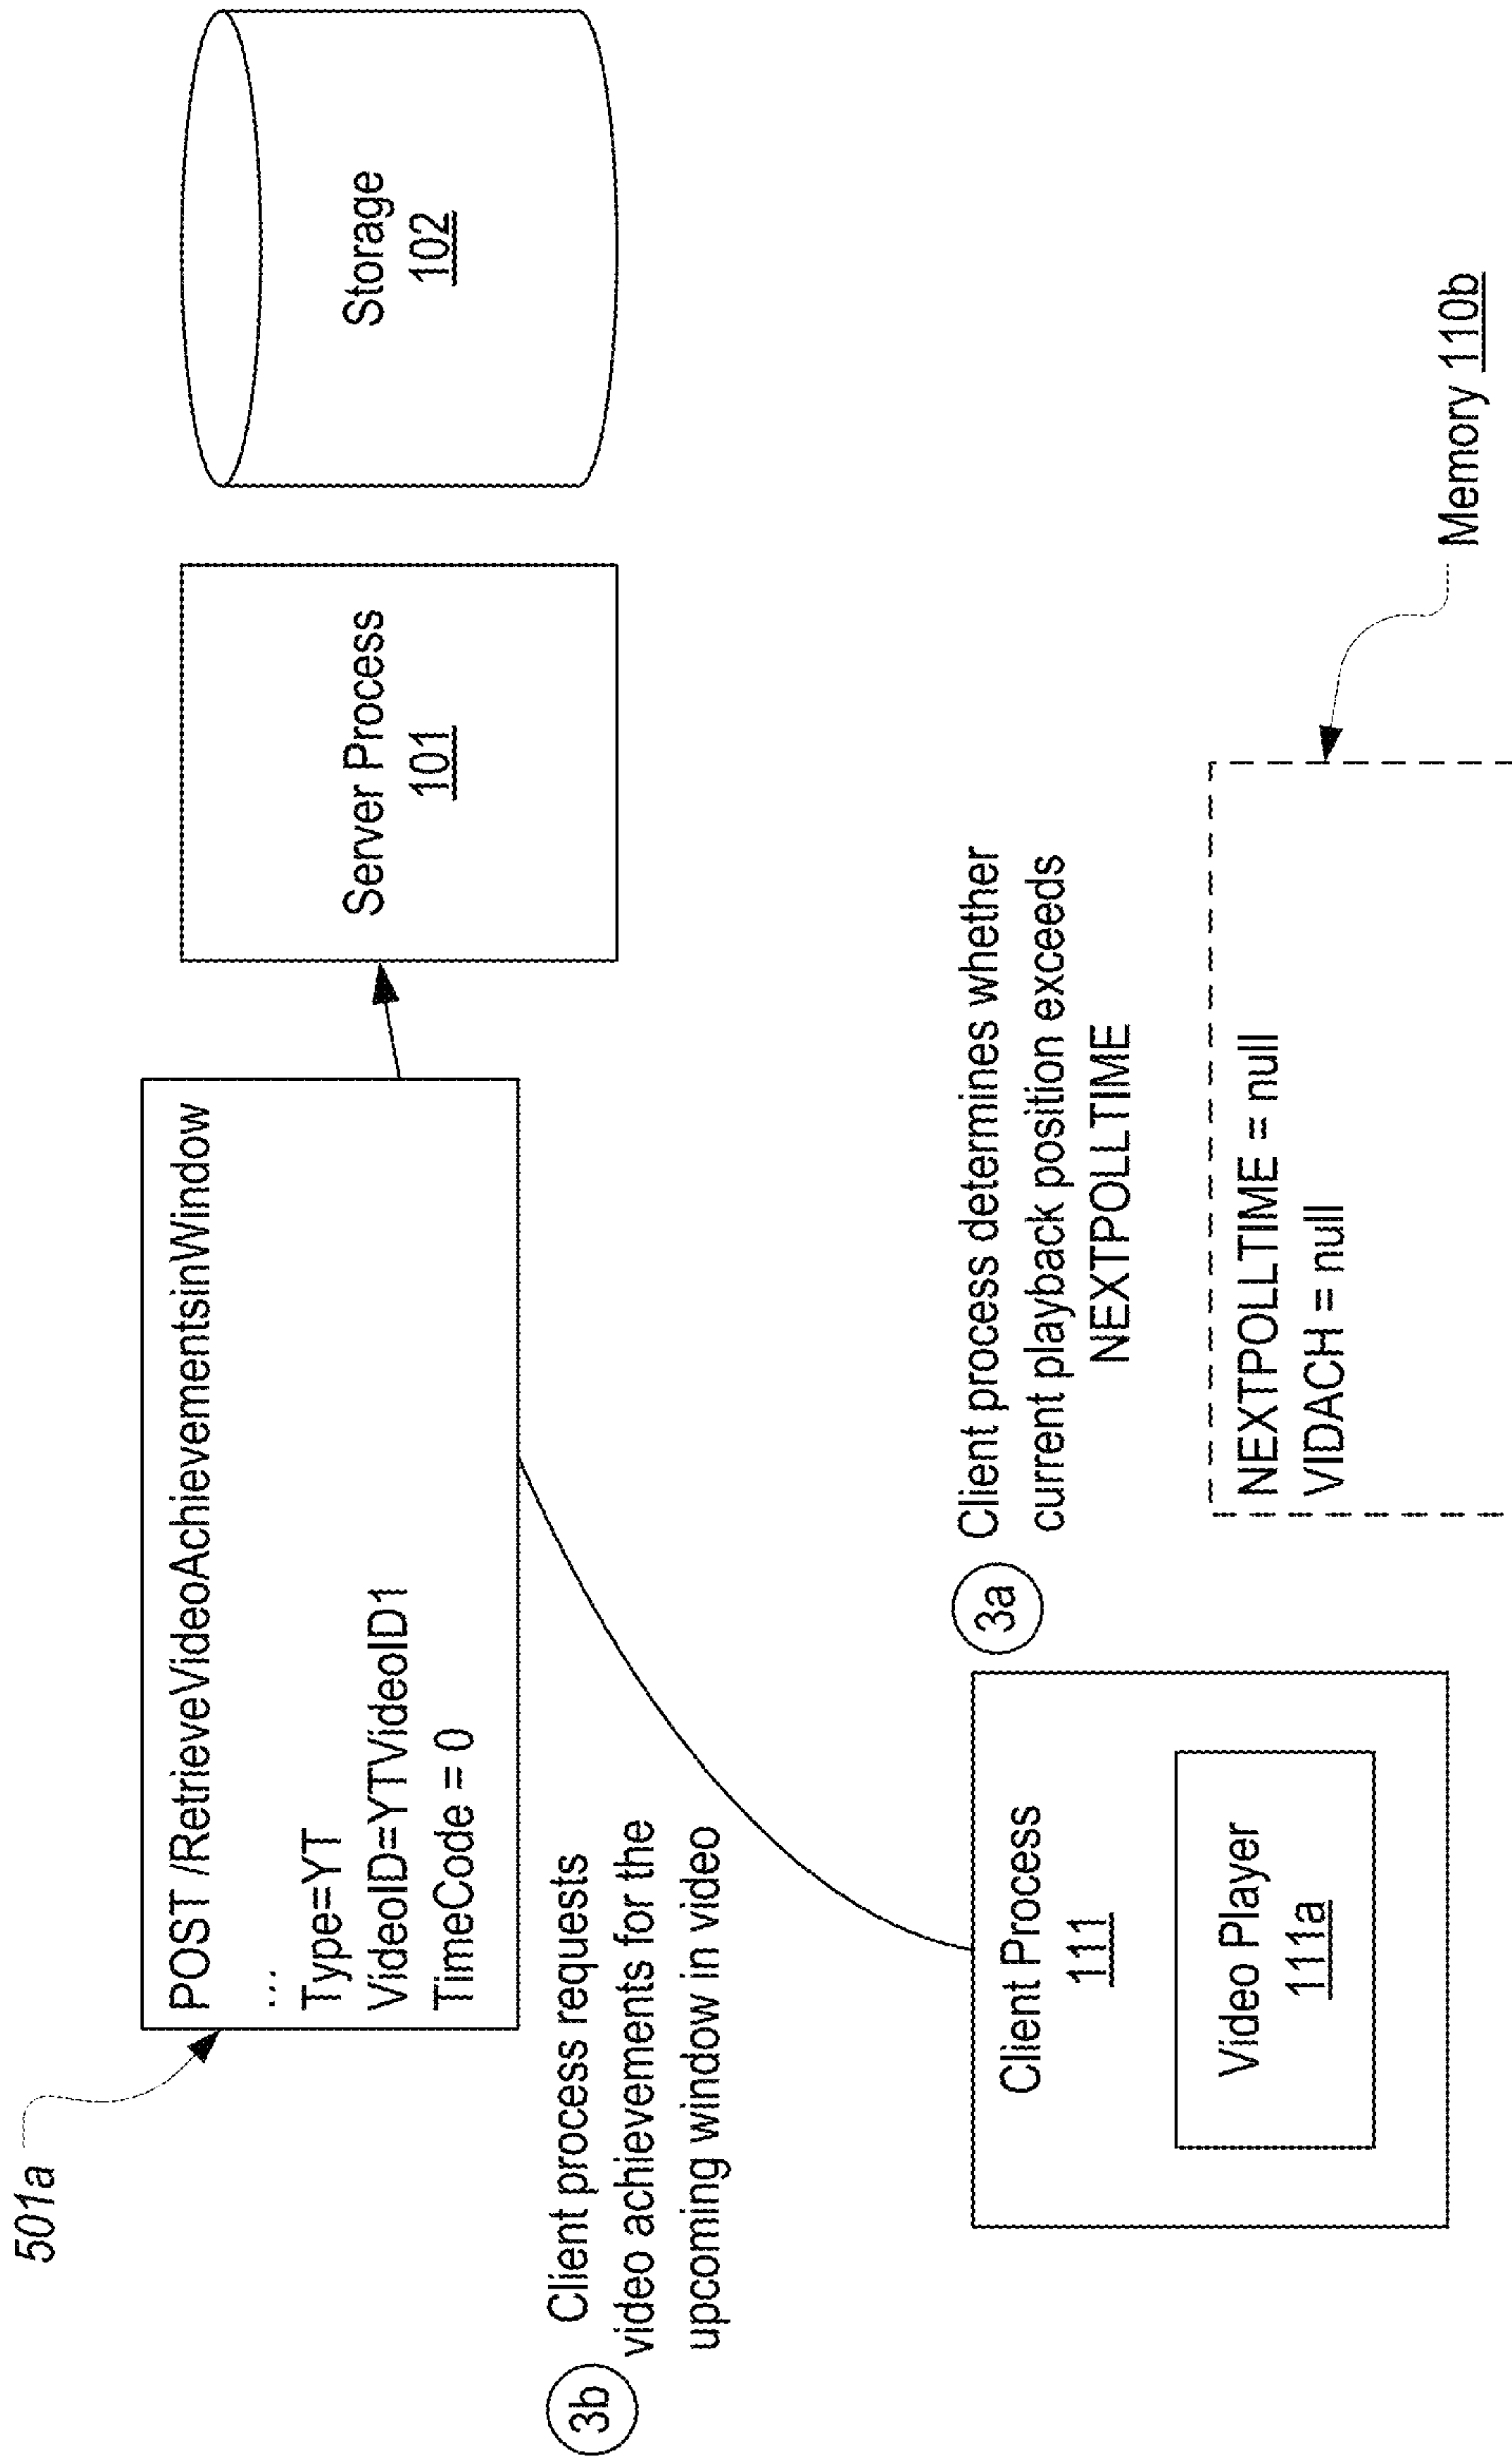 501a
POST /RetrieveVideoAchievementsinWindow
...
Type=YT
VideoID=YTVideoID1
TimeCode = 0
Server Process
101
Storage
102
3b
Client process requests
video achievements for the
upcoming window in video
Client Process
111
Video Player
111a
3a
Client process determines whether
current playback position exceeds
NEXTPOLLTIME
NEXTPOLLTIME = null
VIDACH = null
Memory 110b